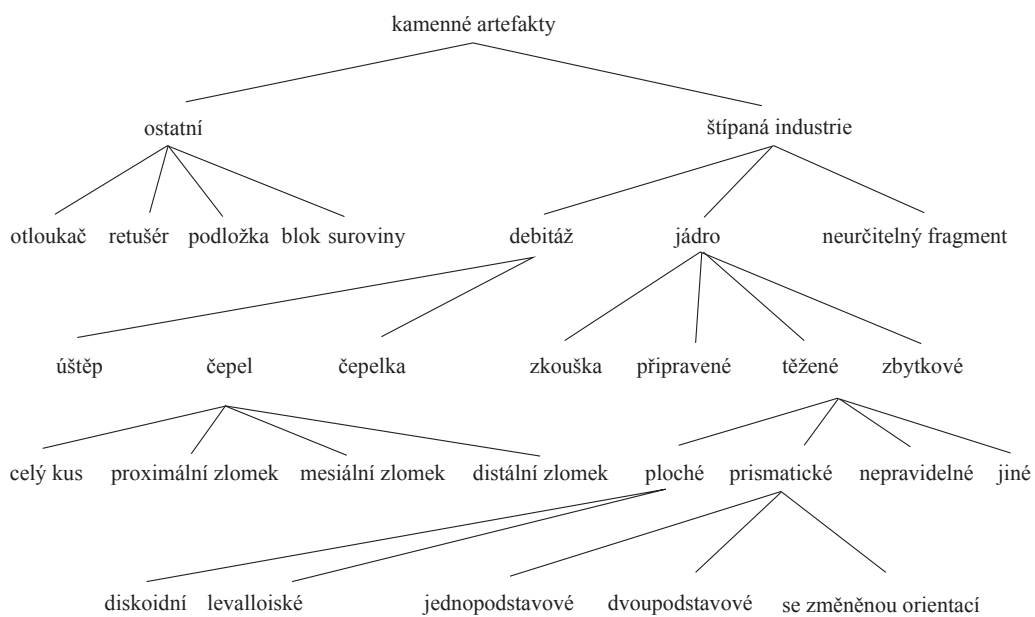 kamenné artefakty
ostatní štípaná industrie
otloukač retušér podložka blok suroviny debitáž jádro neurčitelný fragment
úštěp čepel čepelka zkouška připravené těžené zbytkové
celý kus proximální zlomek mesiální zlomek distální zlomek ploché prismatické nepravidelné jiné
diskoidní levalloiské jednopodstavové dvoupodstavové se změněnou orientací